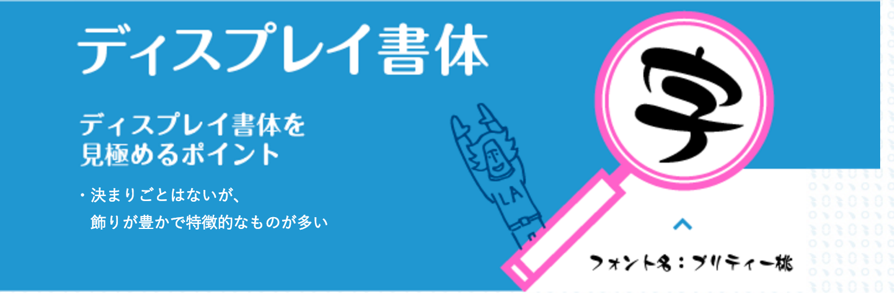 ディスプレイ書体
ディスプレイ書体を
見極めるポイント
・決まりごとはないが、
飾りが豊かで特徴的なものが多い
字
LA
フォント名：プリティー桃